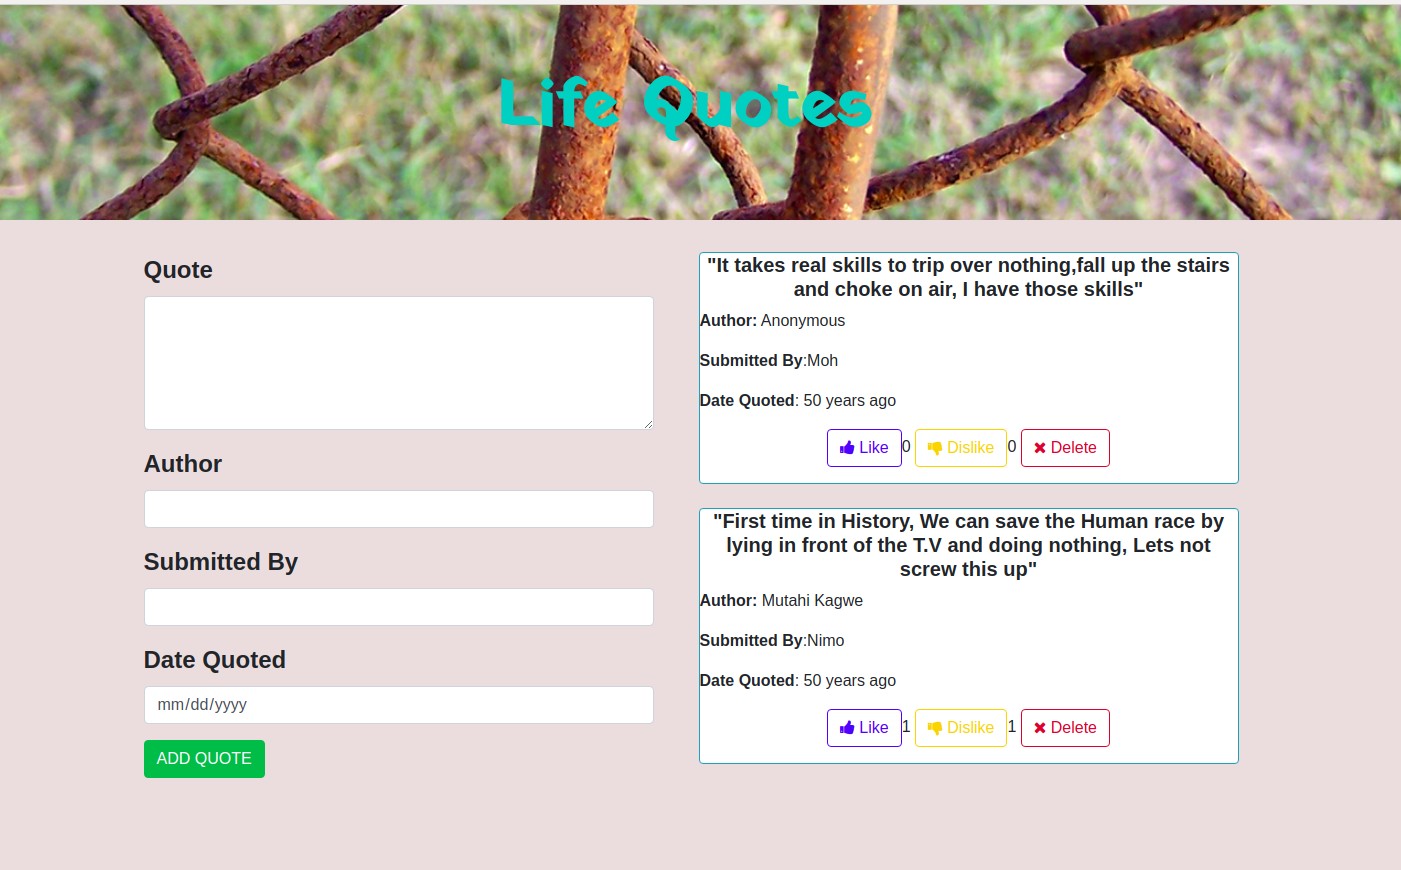 Life Quotes
Quote
Author
Submitted By
Date Quoted
mm/dd/yyyy
ADD QUOTE
"It takes real skills to trip over nothing,fall up the stairs
and choke on air, I have those skills"
Author: Anonymous
Submitted By:Moh
Date Quoted: 50 years ago
Like 0 Dislike 0 Delete
"First time in History, We can save the Human race by
lying in front of the T.V and doing nothing, Lets not
screw this up"
Author: Mutahi Kagwe
Submitted By:Nimo
Date Quoted: 50 years ago
Like 1 Dislike 1 Delete